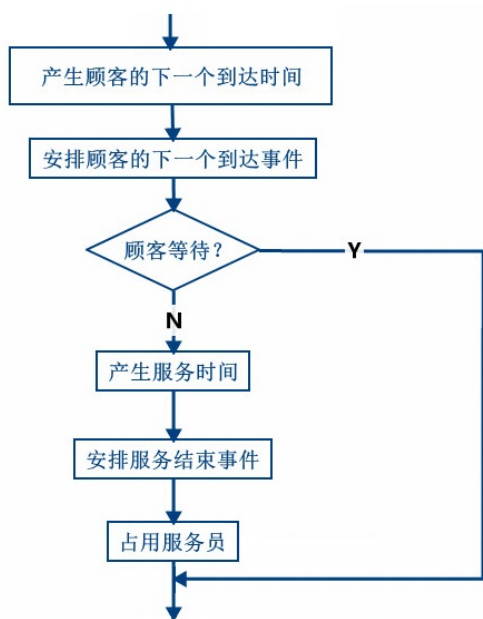 产生顾客的下一个到达时间
安排顾客的下一个到达事件
顾客等待？
Y
N
产生服务时间
安排服务结束事件
占用服务员